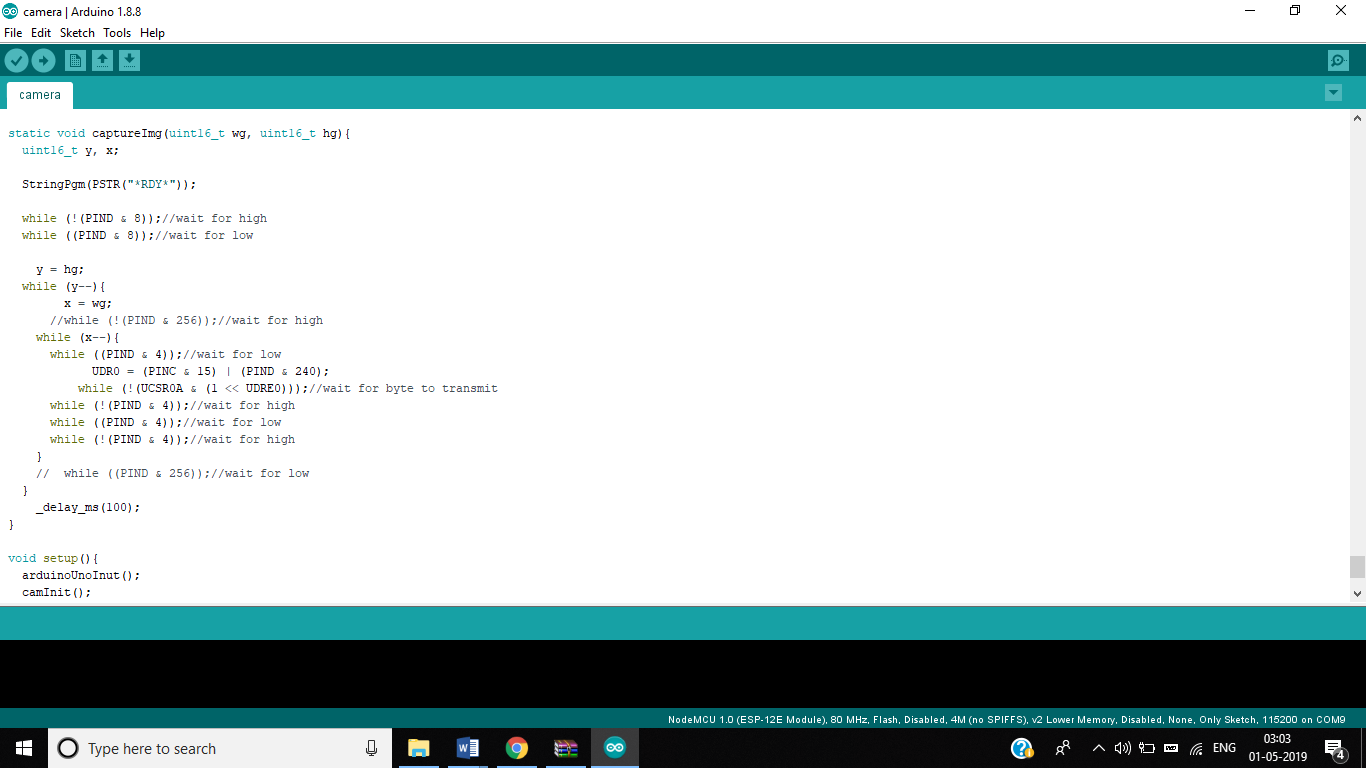 camera | Arduino 1.8.8
File Edit Sketch Tools Help
camera
static void captureImg(uint16_t wg, uint16_t hg){
uint16_t y, x;
StringPgm(PSTR("*RDY*"));
while (!(PIND & 8));//wait for high
while ((PIND & 8));//wait for low
y = hg;
while (y--){
x = wg;
//while (!(PIND & 256));//wait for high
while (x--){
while ((PIND & 4));//wait for low
UDR0 = (PINC & 15) | (PIND & 240);
while (!(UCSR0A & (1 << UDRE0)));//wait for byte to transmit
while (!(PIND & 4));//wait for high
while ((PIND & 4));//wait for low
while (!(PIND & 4));//wait for high
}
// while ((PIND & 256));//wait for low
}
_delay_ms(100);
}
void setup(){
arduinoUnoInut();
camInit();
NodeMCU 1.0 (ESP-12E Module), 80 MHz, Flash, Disabled, 4M (no SPIFFS), v2 Lower Memory, Disabled, None, Only Sketch, 115200 on COM9
Type here to search
ENG
03:03
01-05-2019
4